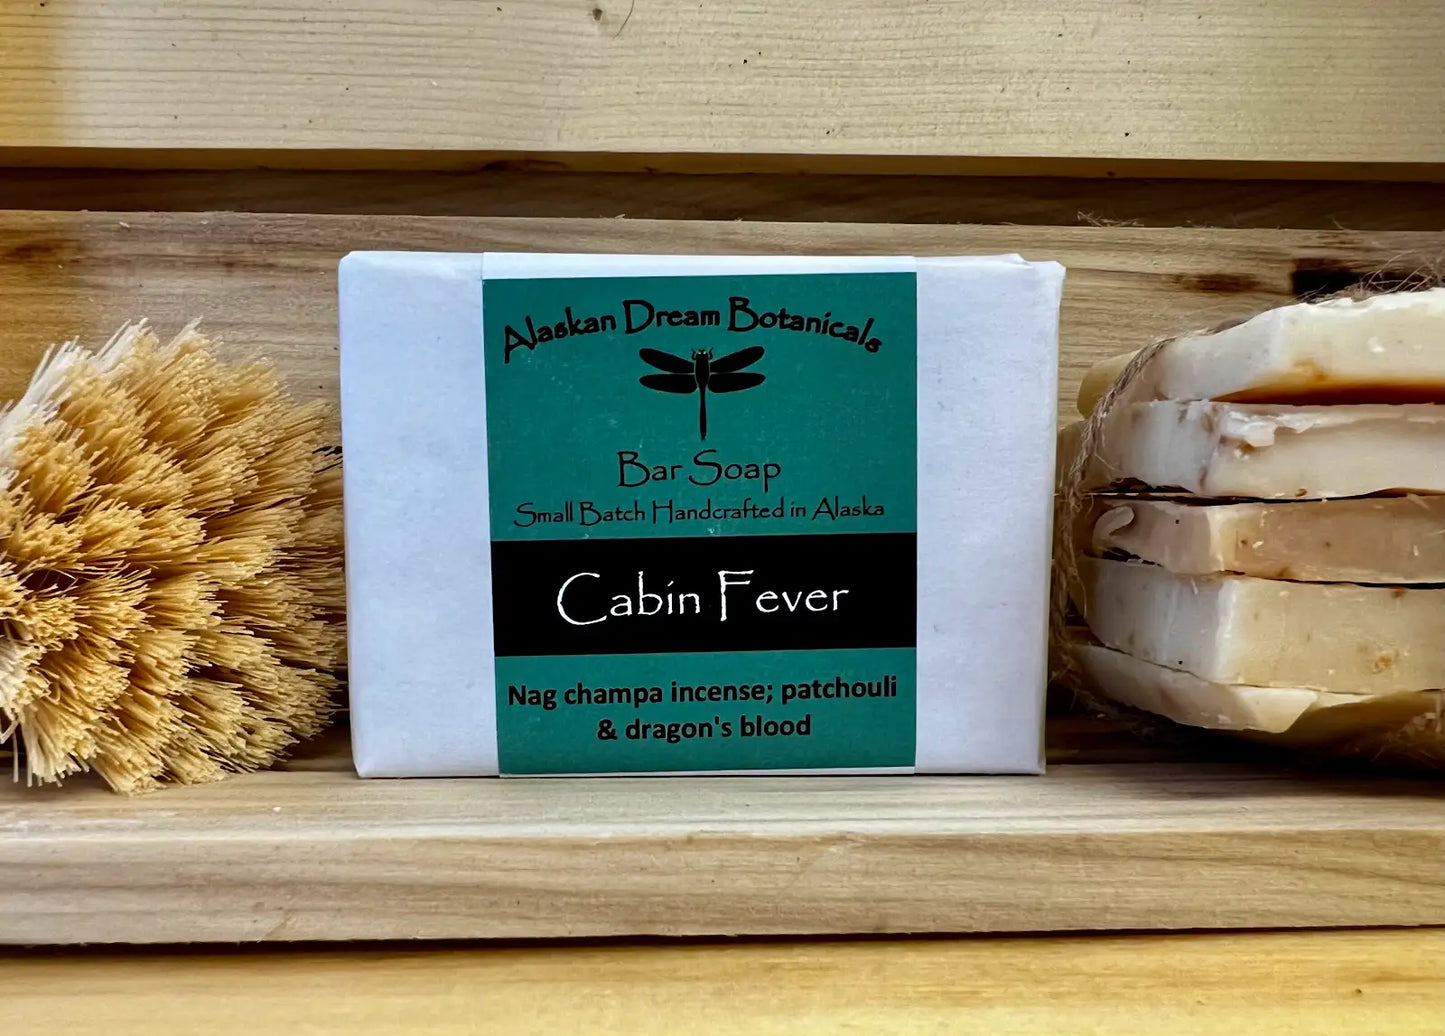 Alaskan Dream Botanicals
Bar Soap
Small Batch Handcrafted in Alaska
Cabin Fever
Nag champa incense; patchouli
& dragon's blood